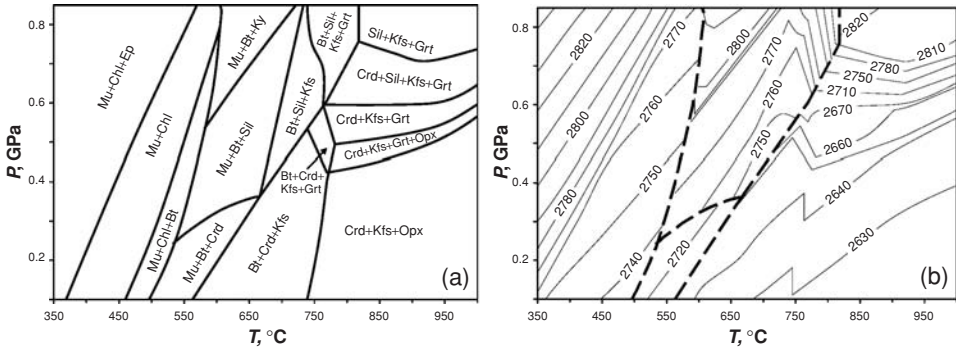 0.8
0.6
0.4
0.2
P, GPa
Mu+Chl+Ep
Mu+Chl
Mu+Chl+Bt
Mu+Bt+Ky
Mu+Bt+Sil
Mu+Bt+Crd
Bt+Sil+Kfs
Bt+Sil+
Kfs+Grt
Sil+Kfs+Grt
Crd+Sil+Kfs+Grt
Crd+Kfs+Grt
Crd+Kfs+Grt+Opx
Bt+Crd+
Kfs+Grt
Bt+Crd+Kfs
Crd+Kfs+Opx
(a)
350 450 550 650 750 850 950
T, °C
0.8
0.6
0.4
0.2
P, GPa
2820
2800
2780
2770
2800
2760
2750
2740
2720
2770
2760
2750
2820
2810
2780
2750
2710
2670
2660
2640
2630
(b)
350 450 550 650 750 850 950
T, °C